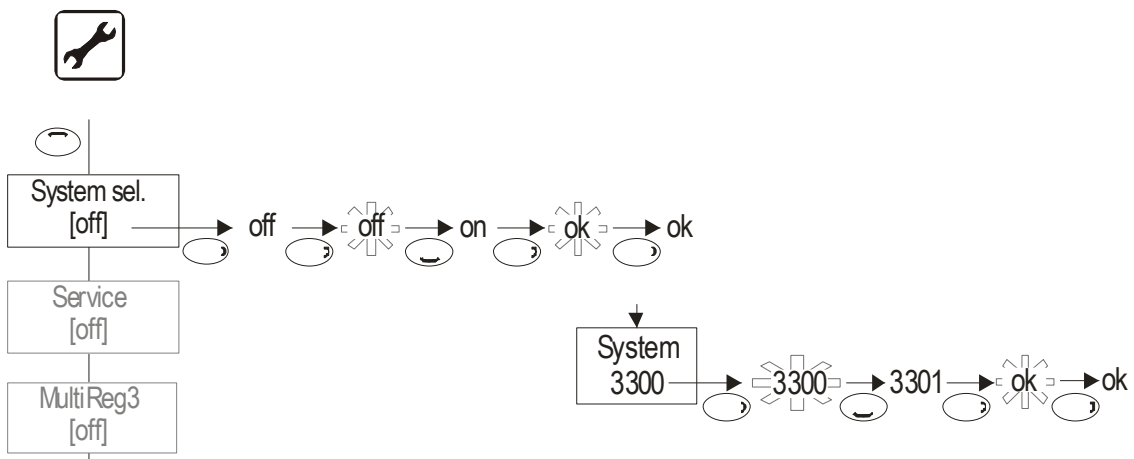 System sel.
[off]
off
off
on
ok
ok
Service
[off]
System
3300
3300
3301
ok
ok
MultiReg3
[off]